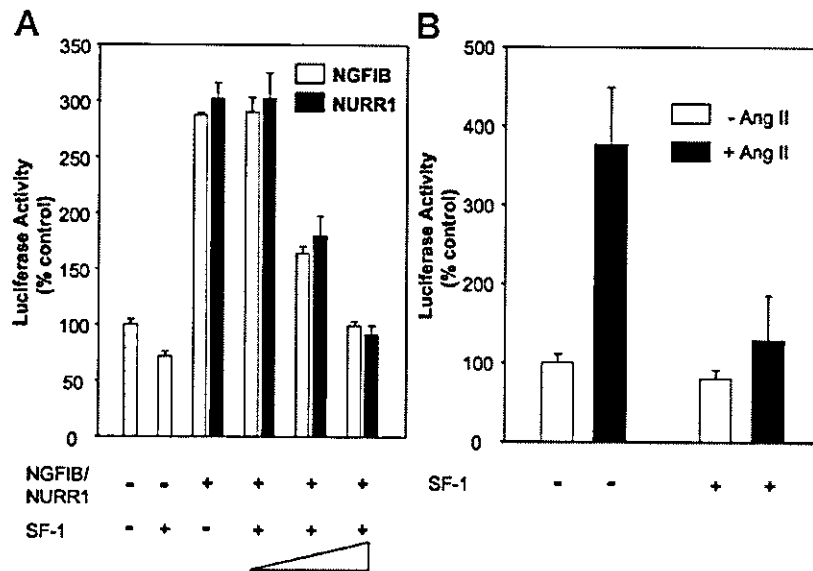 A
350
300
250
200
150
100
50
0
Luciferase Activity
(% control)
NGFIB
NURR1
NGFIB/
NURR1
- - + + + +
SF-1
- + - + + +
B
500
400
300
200
100
0
Luciferase Activity
(% control)
- Ang II
+ Ang II
SF-1
- - + +